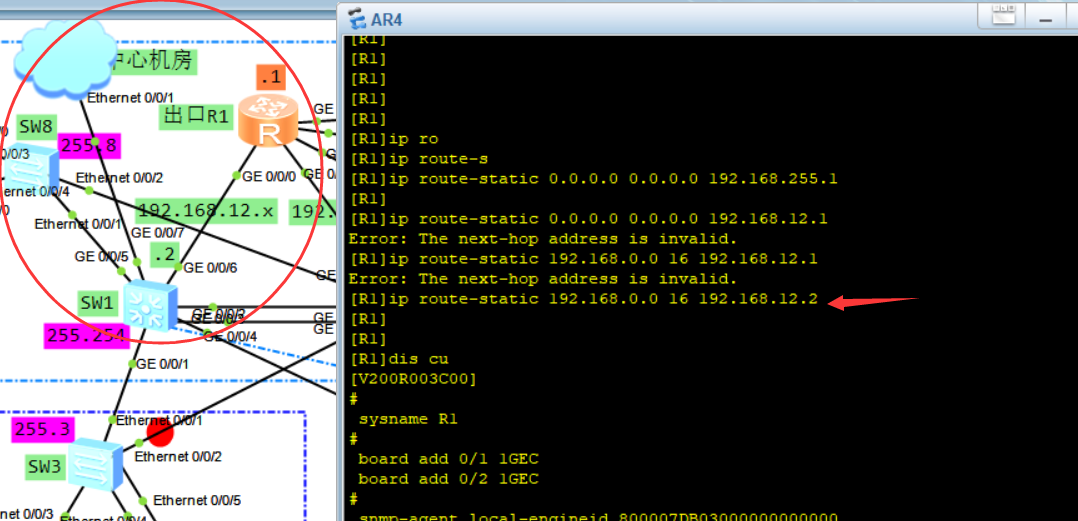 中心机房
Ethernet 0/0/1
.1
出口R1
GE
SW8
255.8
0/0/3
Ethernet 0/0/2
GE 0/0/0
GE 0/
ernet 0/0/4
192.168.12.x
192.
Ethernet 0/0/1
GE 0/0/7
GE 0/0/5
.2
GE 0/0/6
GE
SW1
GE 0/0/3
GE
GE
255.254
GE 0/0/4
GE 0/0/1
255.3
Ethernet 0/0/1
Ethernet 0/0/2
SW3
Ethernet 0/0/5
net 0/0/3
Ethernet 0/0/4
AR4
[R1]
[R1]
[R1]
[R1]
[R1]
[R1]ip ro
[R1]ip route-s
[R1]ip route-static 0.0.0.0 0.0.0.0 192.168.255.1
[R1]
[R1]ip route-static 0.0.0.0 0.0.0.0 192.168.12.1
Error: The next-hop address is invalid.
[R1]ip route-static 192.168.0.0 16 192.168.12.1
Error: The next-hop address is invalid.
[R1]ip route-static 192.168.0.0 16 192.168.12.2
[R1]
[R1]
[R1]dis cu
[V200R003C00]
#
sysname R1
#
board add 0/1 1GEC
board add 0/2 1GEC
#
snmp-agent local-engineid 800007DB03000000000000